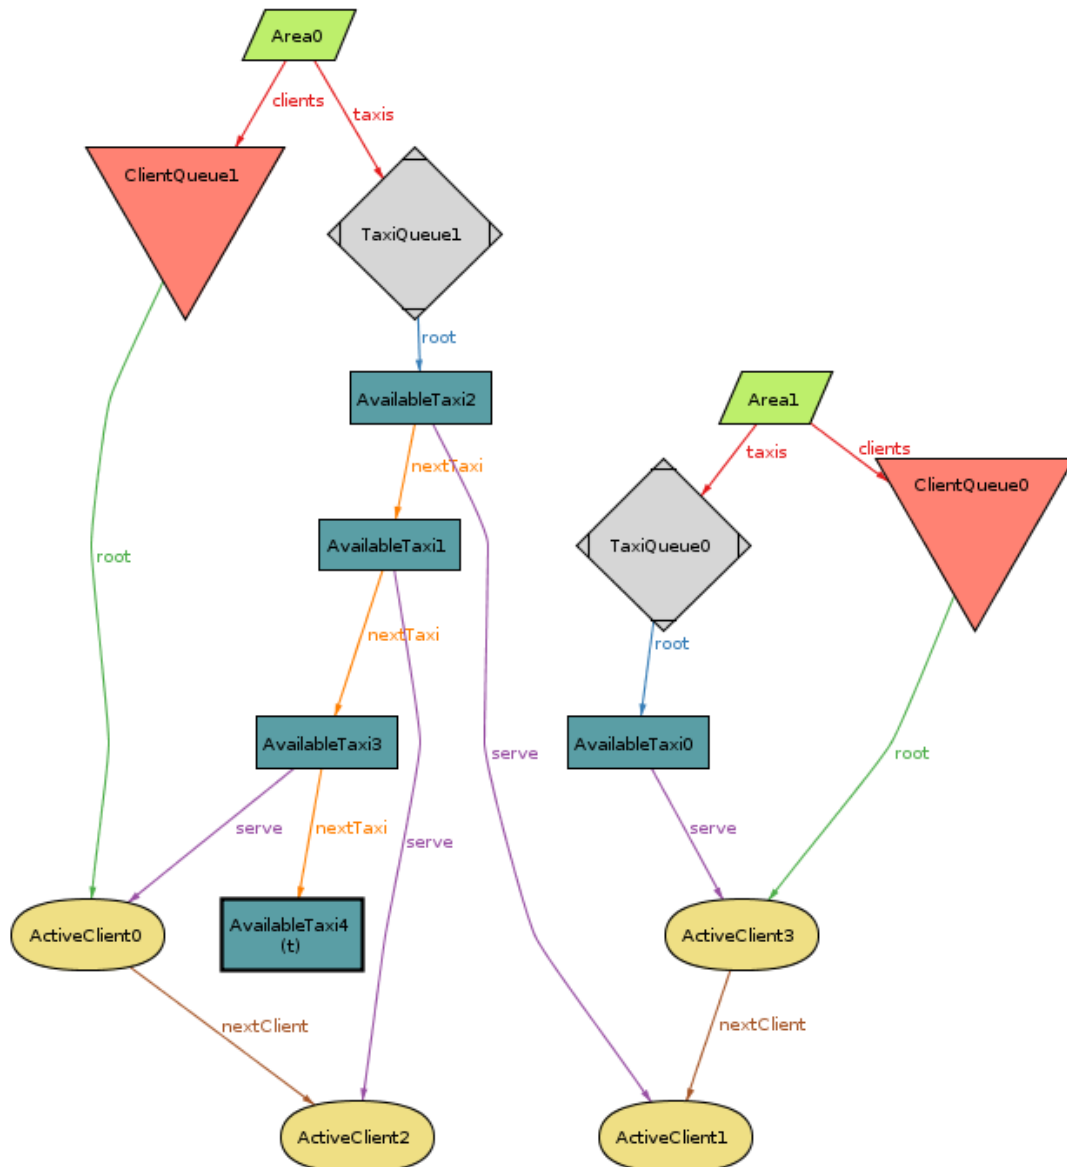 Area0
clients
taxis
ClientQueue1
TaxiQueue1
root
AvailableTaxi2
Area1
nextTaxi
taxis
clients
ClientQueue0
AvailableTaxi1
TaxiQueue0
root
nextTaxi
root
AvailableTaxi3
AvailableTaxi0
serve
root
serve
nextTaxi
serve
serve
AvailableTaxi4
(t)
ActiveClient0
ActiveClient3
nextClient
nextClient
ActiveClient2
ActiveClient1